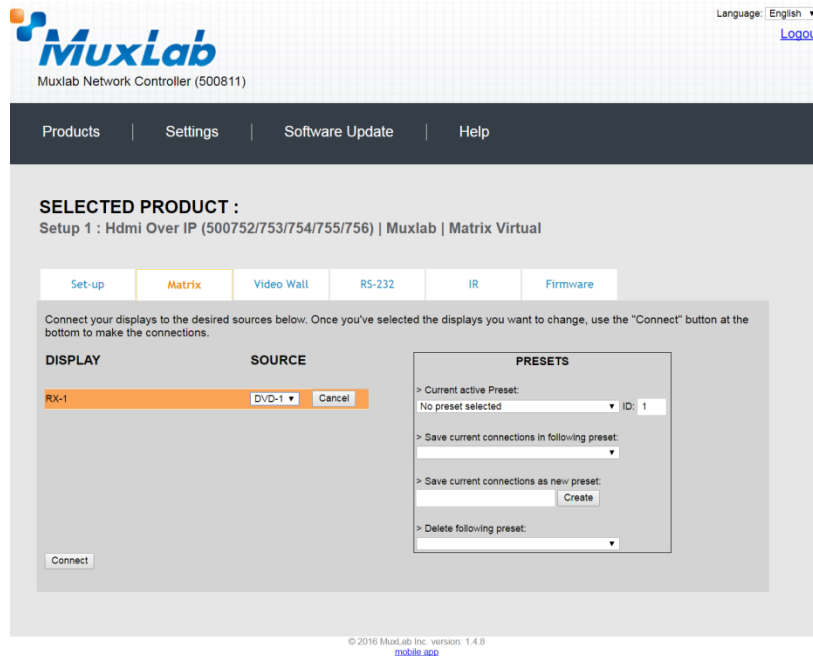 Language: English
Logou
MuxLab
Muxlab Network Controller (500811)
Products | Settings | Software Update | Help
SELECTED PRODUCT :
Setup 1 : Hdmi Over IP (500752/753/754/755/756) | Muxlab | Matrix Virtual
Set-up Matrix Video Wall RS-232 IR Firmware
Connect your displays to the desired sources below. Once you've selected the displays you want to change, use the "Connect" button at the
bottom to make the connections.
DISPLAY SOURCE
RX-1 DVD-1 Cancel
PRESETS
> Current active Preset:
No preset selected ID: 1
> Save current connections in following preset:
> Save current connections as new preset:
Create
> Delete following preset:
Connect
© 2016 MuxLab Inc. version: 1.4.8
mobile app